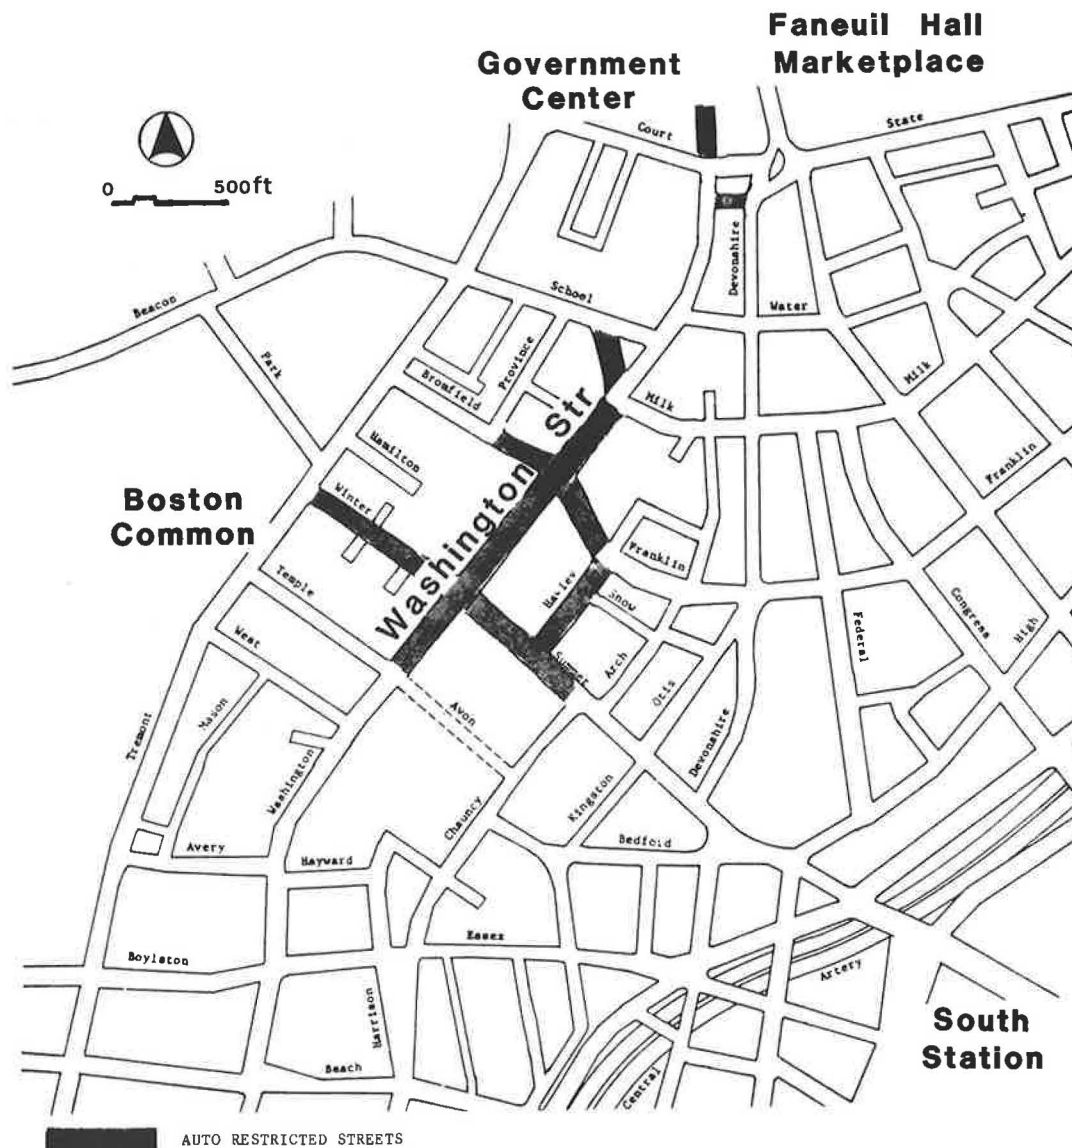 Faneuil Hall
Marketplace
Government
Center
Court
State
0 500ft
Devonshire
School
Water
Beacon
Park
Province
Bromfield
Milk
Milk
Washington Str
Hamilton
Franklin
Boston
Common
Winter
Franklin
Temple
Hawley
Snow
Congress
High
Federal
West
Summer
Arch
Otis
Avon
Mason
Tremont
Devonshire
Washington
Chauncy
Kingston
Bedford
Avery
Hayward
Essex
Boylston
Artery
Harrison
South
Station
Beach
Central
AUTO RESTRICTED STREETS